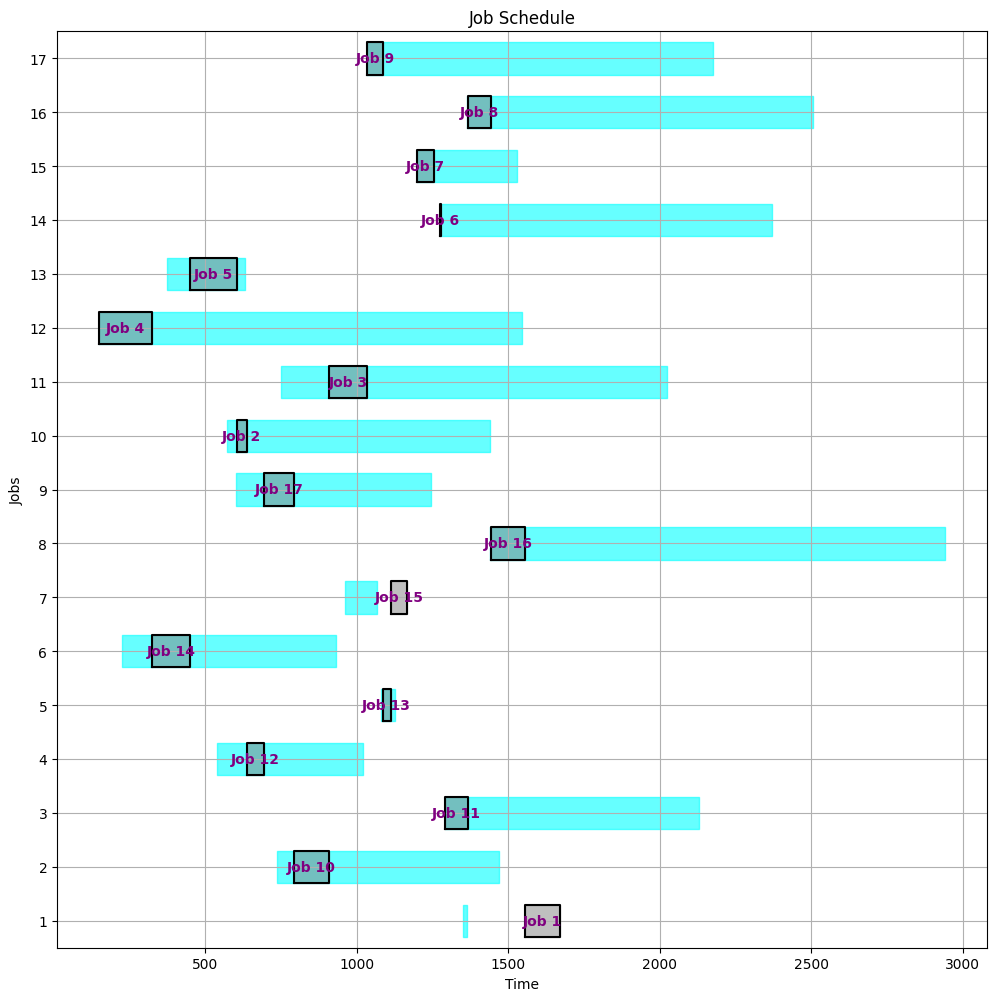 Job Schedule
Jobs
17
Job 9
16
Job 8
15
Job 7
14
Job 6
13
Job 5
12
Job 4
11
Job 3
10
Job 2
9
Job 17
8
Job 16
7
Job 15
6
Job 14
5
Job 13
4
Job 12
3
Job 11
2
Job 10
1
Job 1
500 1000 1500 2000 2500 3000
Time